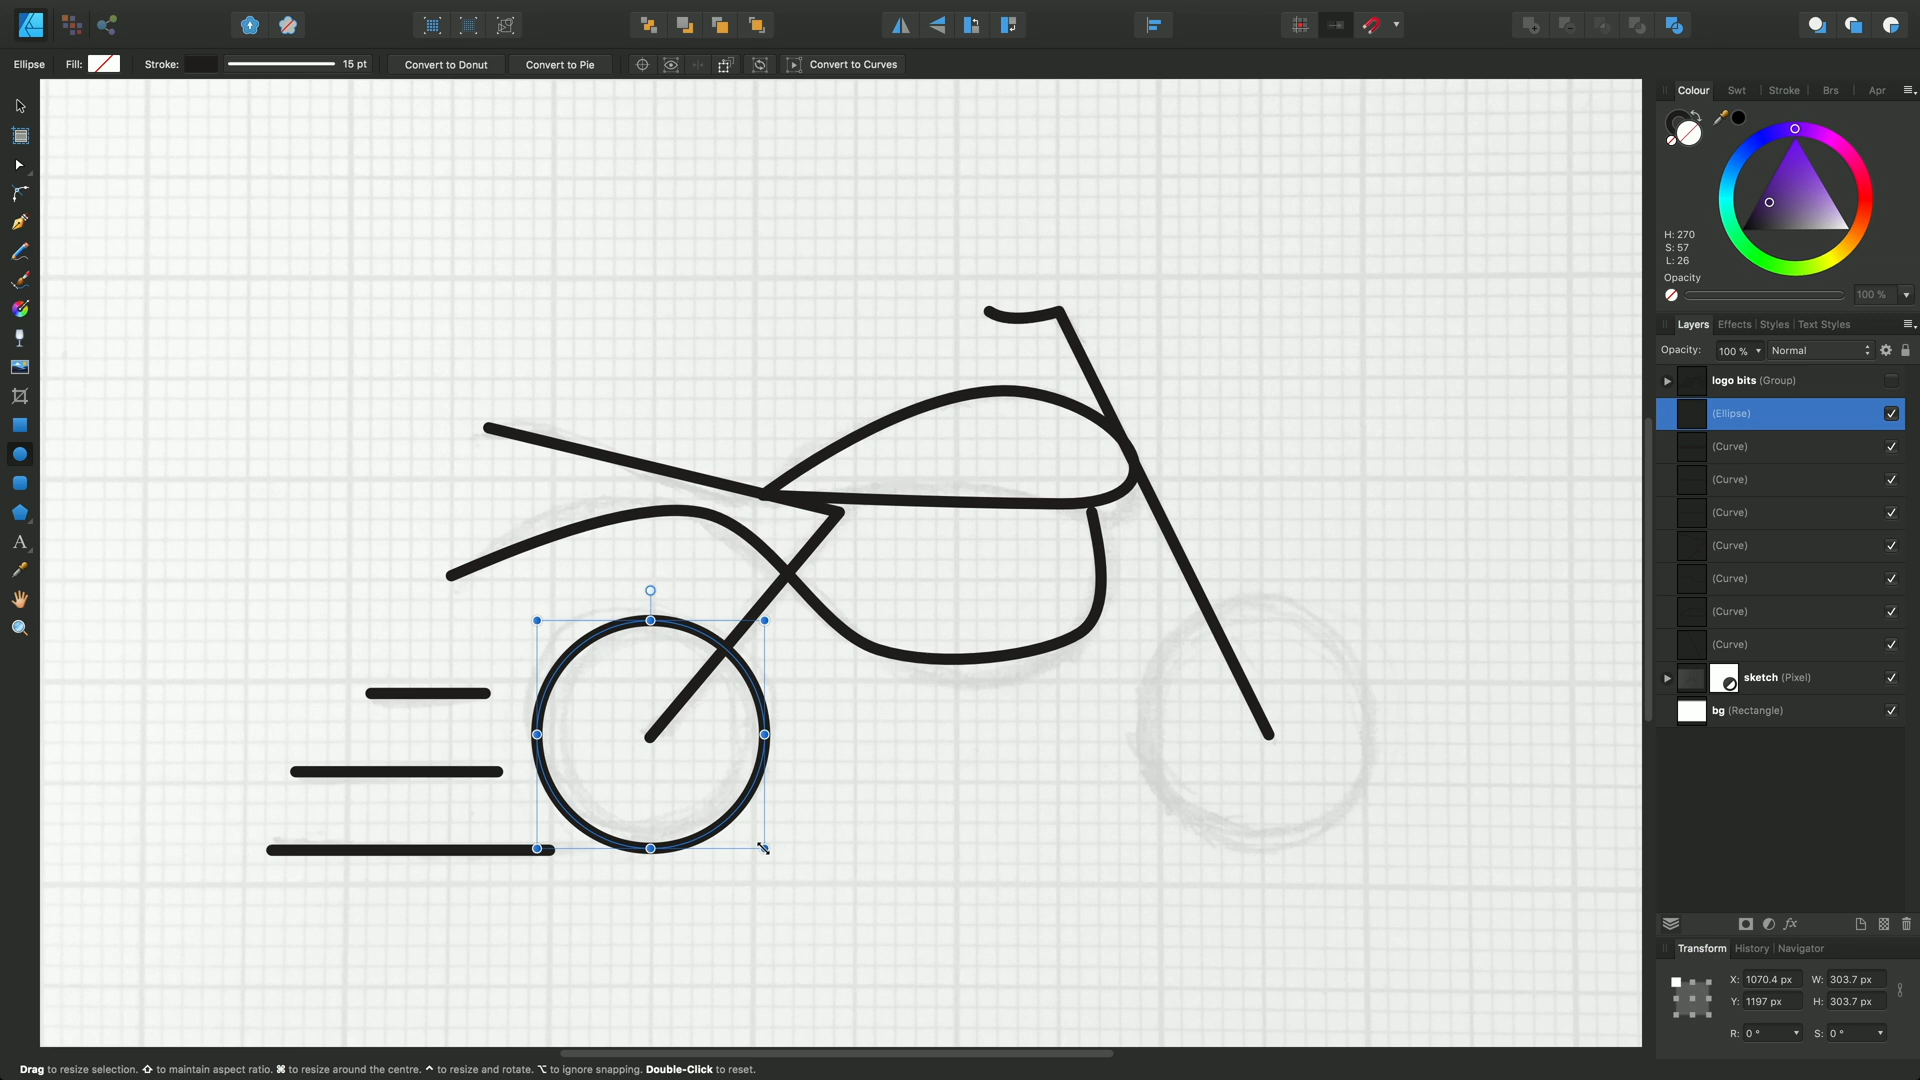 Ellipse Fill: Stroke: 15 pt Convert to Donut Convert to Pie Convert to Curves
Colour Swt Stroke Brs Apr
H: 270
S: 57
L: 26
Opacity
100 %
Layers Effects Styles Text Styles
Opacity: 100 % Normal
logo bits (Group)
(Ellipse)
(Curve)
(Curve)
(Curve)
(Curve)
(Curve)
(Curve)
(Curve)
sketch (Pixel)
bg (Rectangle)
fx
Transform History Navigator
X: 1070.4 px W: 303.7 px
Y: 1197 px H: 303.7 px
R: 0 ° S: 0 °
Drag to resize selection. ⇧ to maintain aspect ratio. ⌘ to resize around the centre. ^ to resize and rotate. ⌥ to ignore snapping. Double-Click to reset.